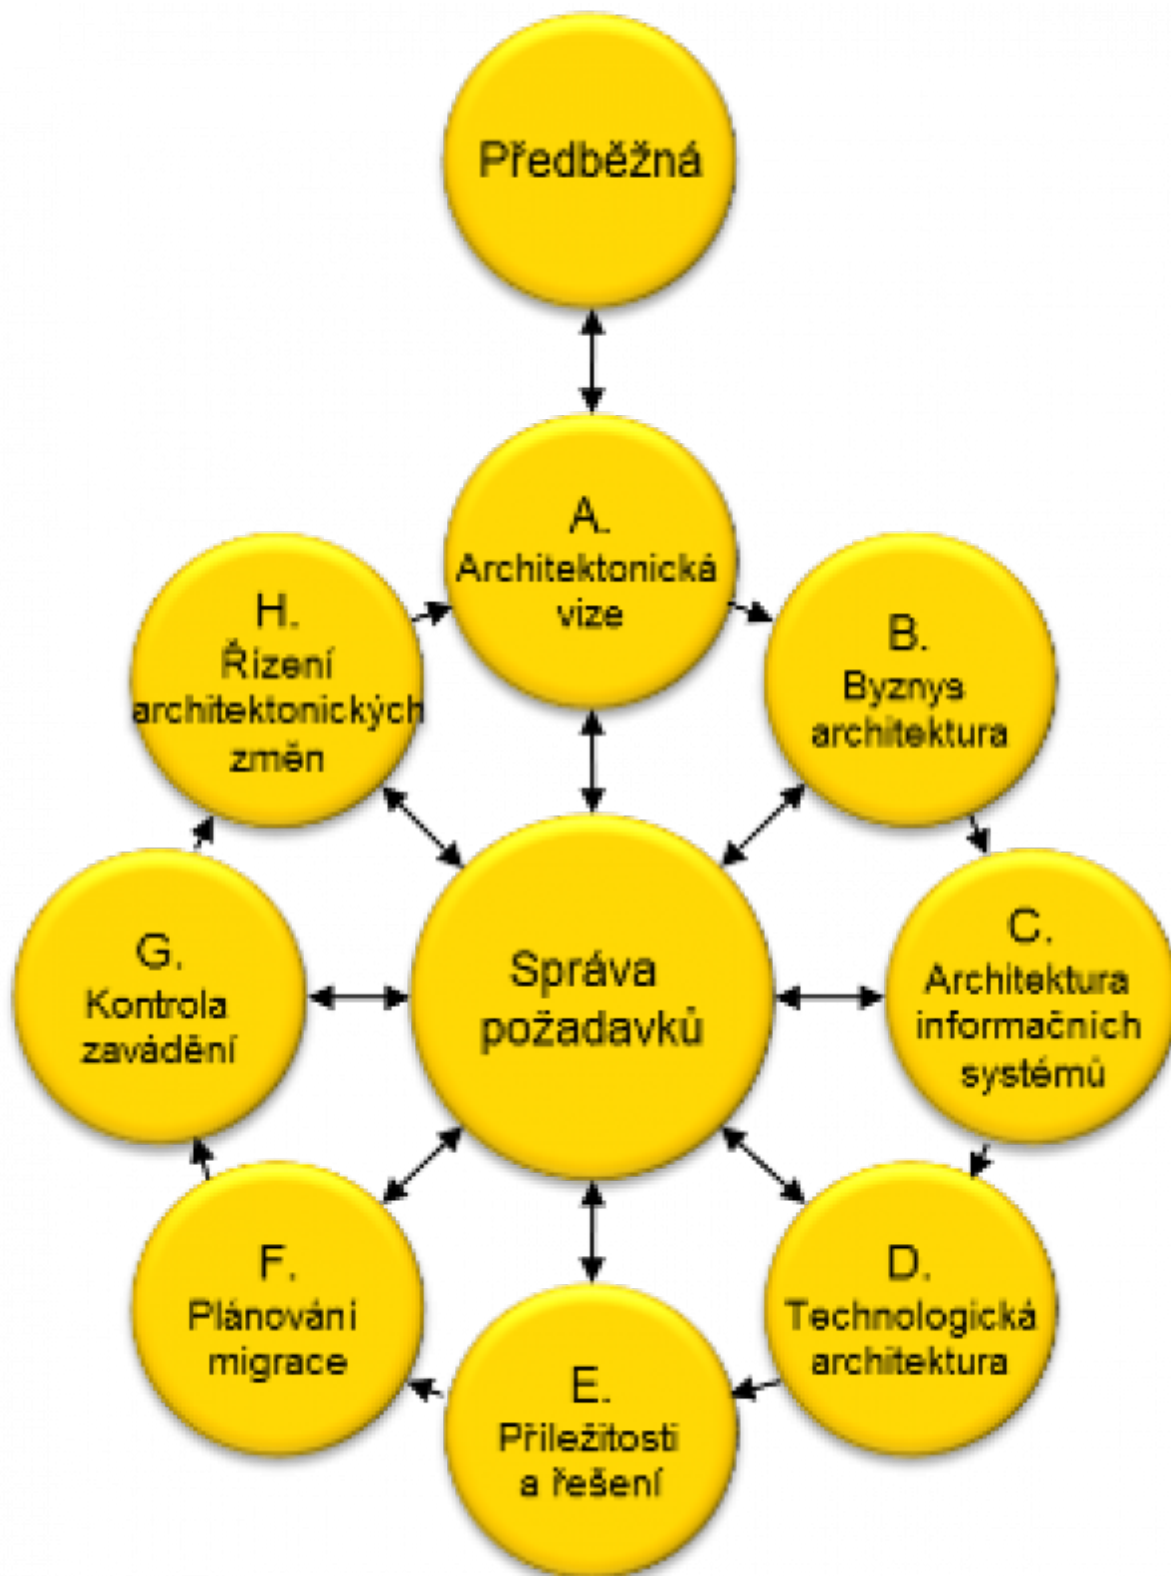 Předběžná
A.
Architektonická
vize
B.
Byznys
architektura
C.
Architektura
informačních
systémů
D.
Technologická
architektura
E.
Příležitosti
a řešení
F.
Plánování
migrace
G.
Kontrola
zavádění
H.
Řízení
architektonických
změn
Správa
požadavků